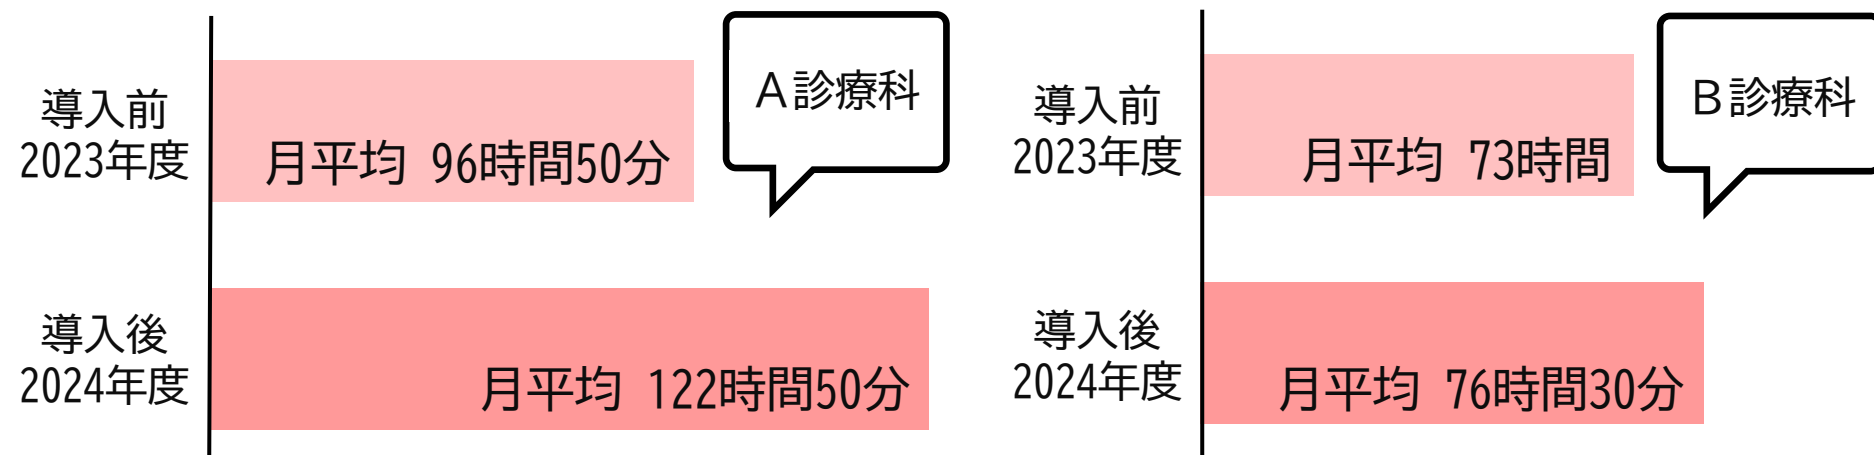 導入前
2023年度
月平均 96時間50分
A診療科
導入後
2024年度
月平均 122時間50分
導入前
2023年度
月平均 73時間
B診療科
導入後
2024年度
月平均 76時間30分